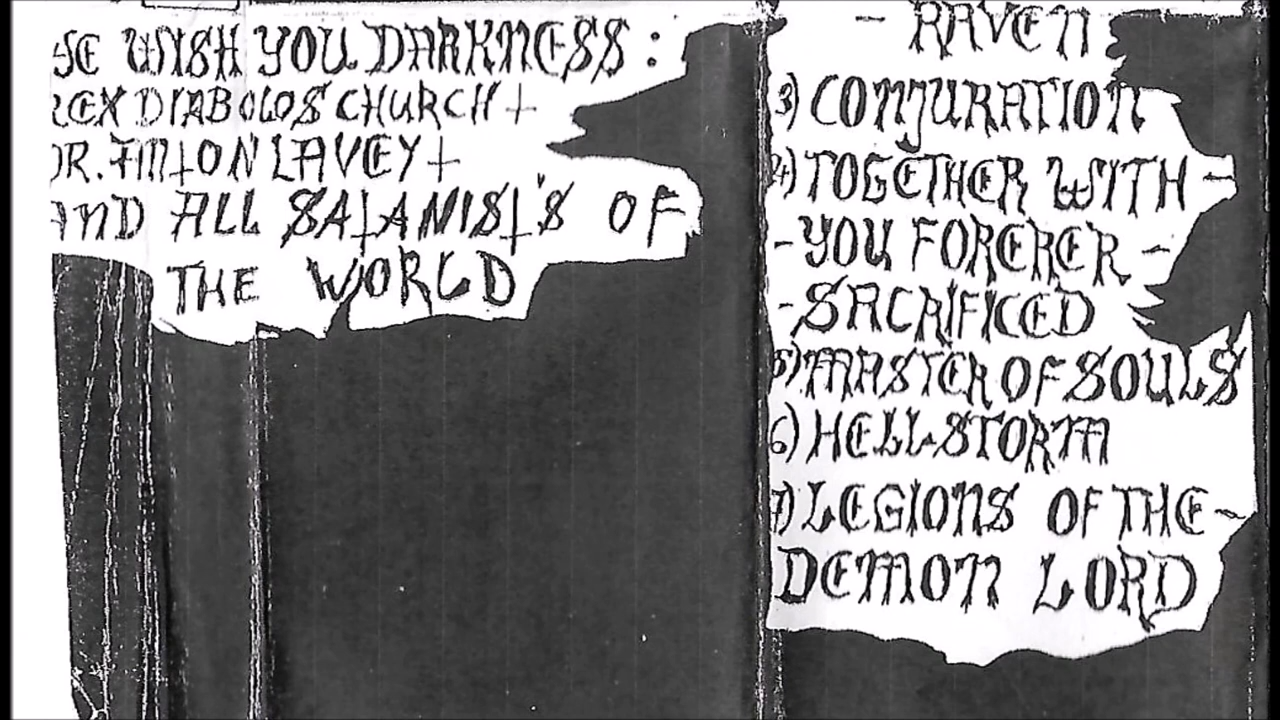 WE WISH YOU DARKNESS :
REX DIABOLOS CHURCH †
DR. ANTON LAVEY †
AND ALL SATANIST'S OF
THE WORLD
- RAVEN
3) CONJURATION
4) TOGETHER WITH -
- YOU FORERER -
- SACRIFICED
5) MASTER OF SOULS
6) HELL-STORM
7) LEGIONS OF THE -
DEMON LORD